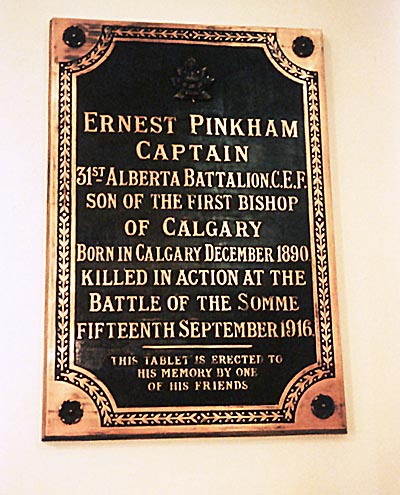 ERNEST PINKHAM
CAPTAIN
31ST ALBERTA BATTALION, C.E.F.
SON OF THE FIRST BISHOP
OF CALGARY
BORN IN CALGARY DECEMBER 1890
KILLED IN ACTION AT THE
BATTLE OF THE SOMME
FIFTEENTH SEPTEMBER 1916.
THIS TABLET IS ERECTED TO
HIS MEMORY BY ONE
OF HIS FRIENDS